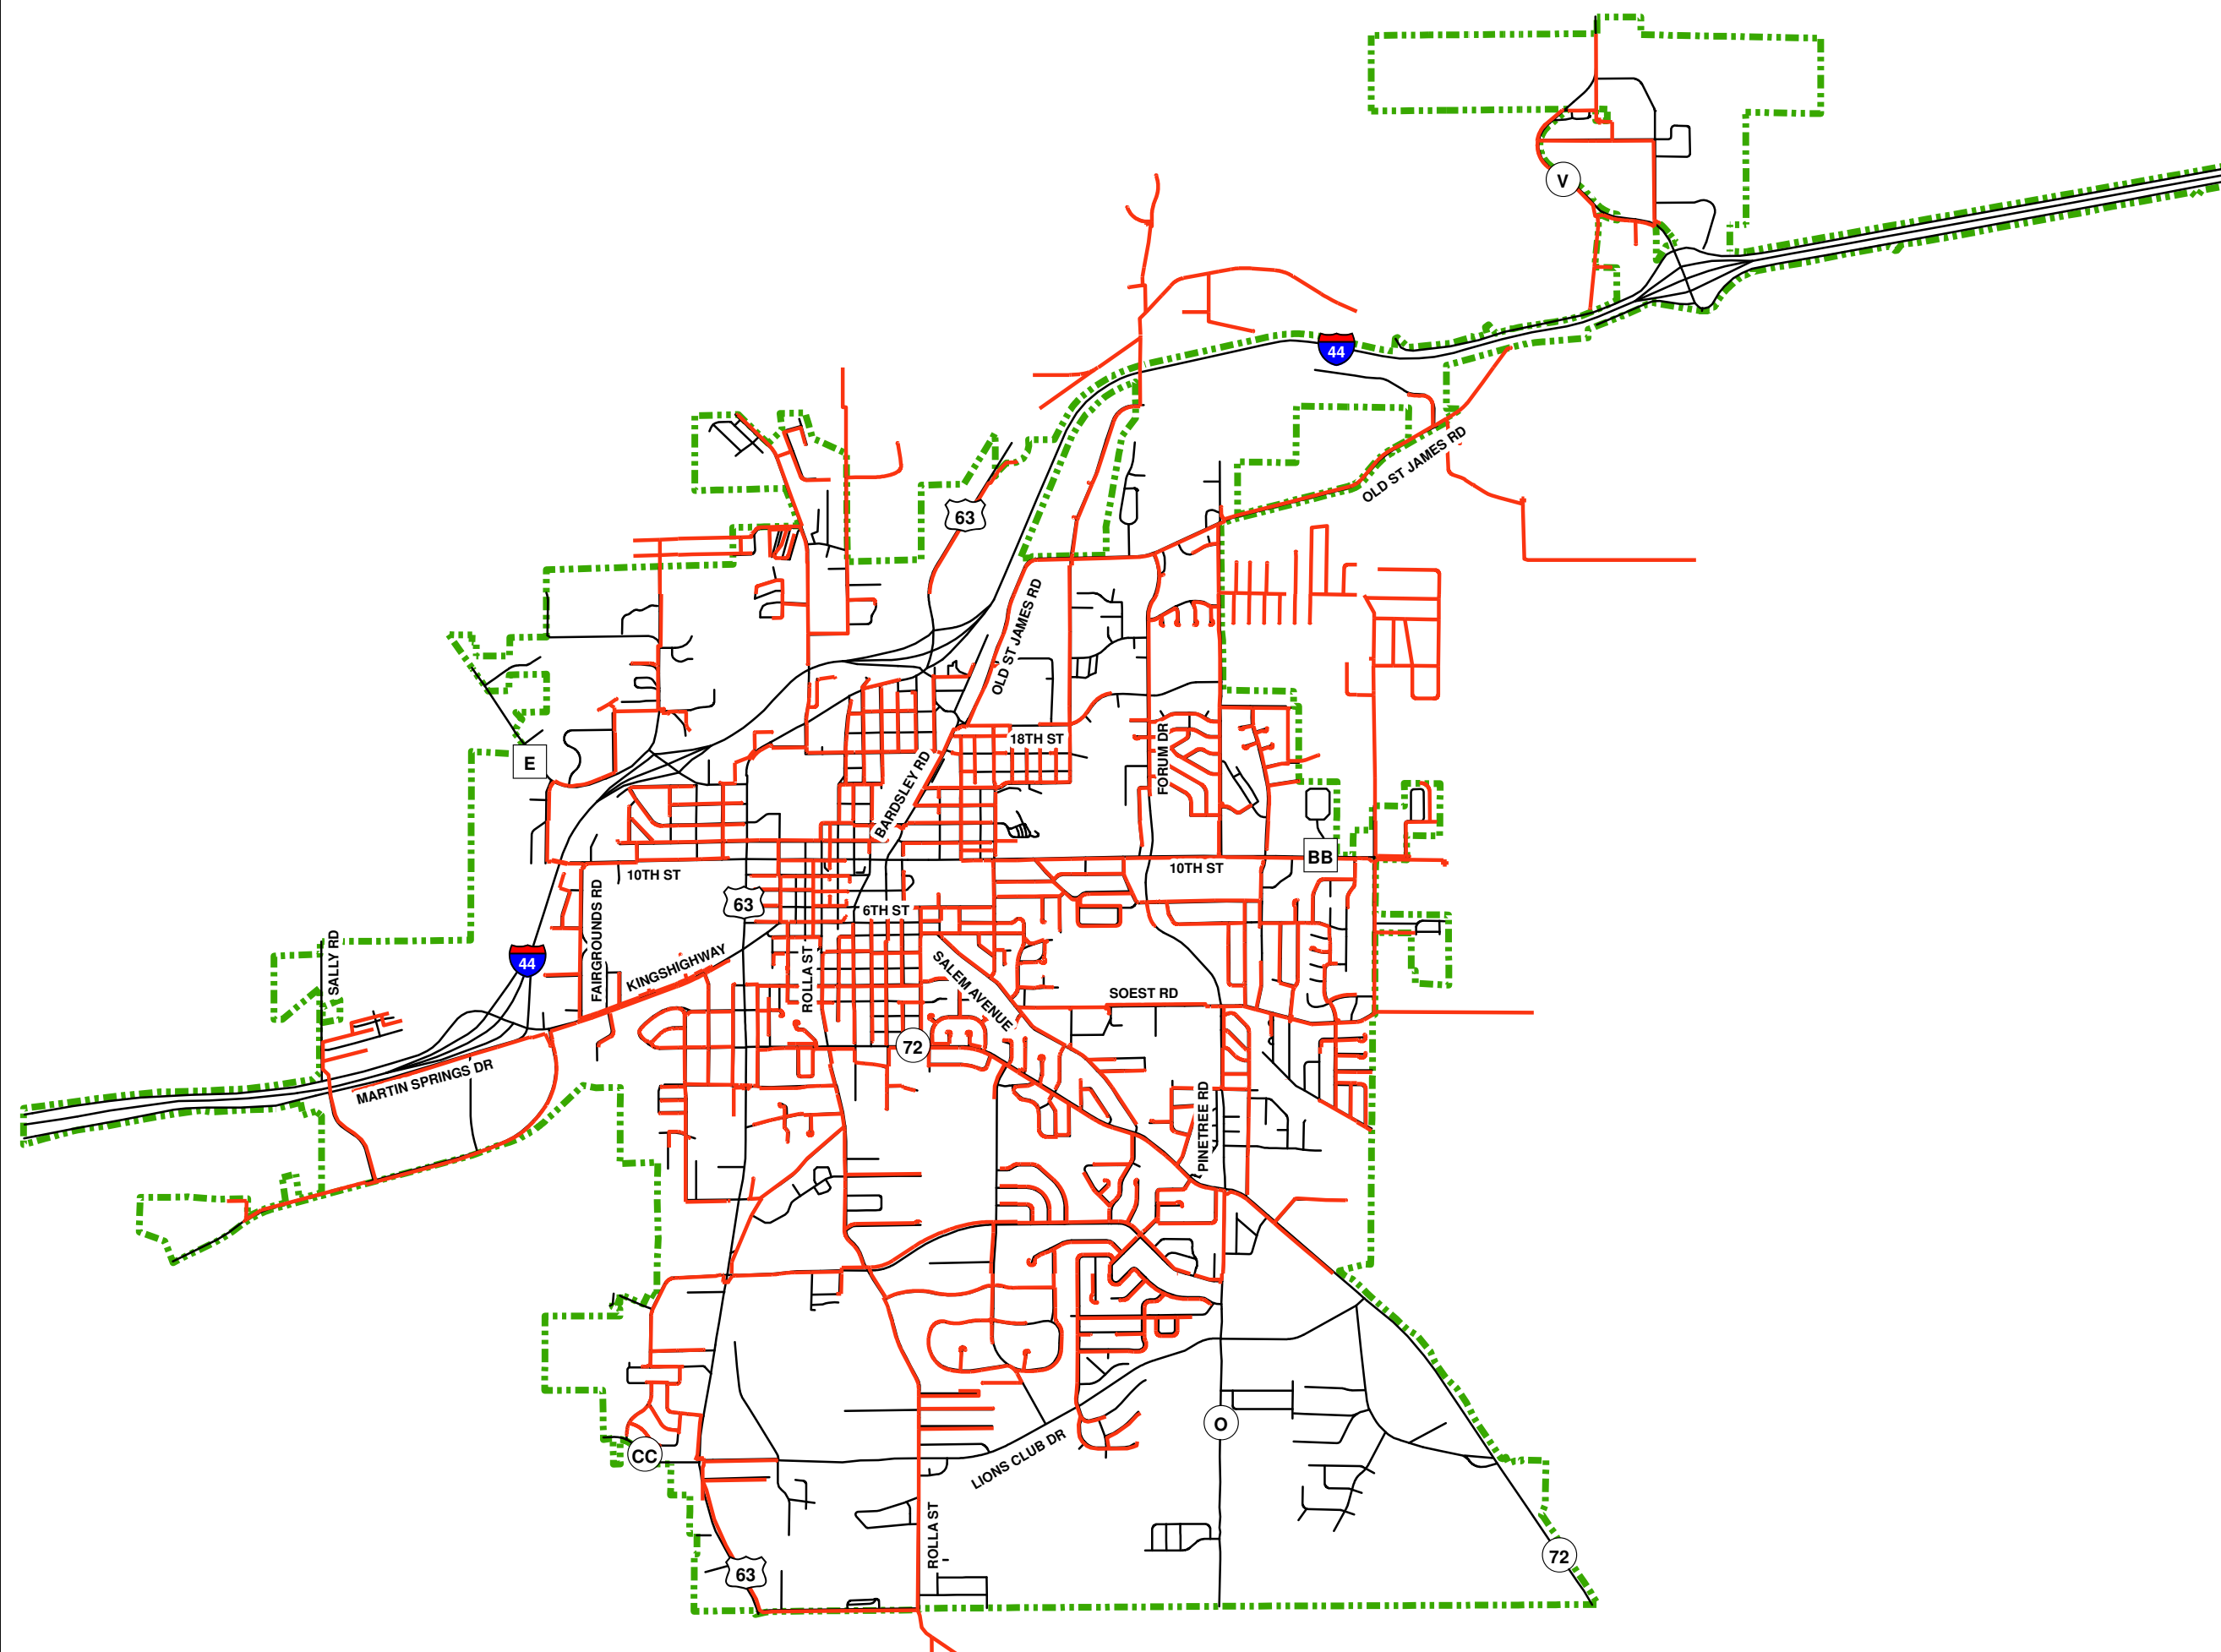 V
44
OLD ST JAMES RD
63
OLD ST JAMES RD
18TH ST
FORUM DR
E
BARDSLEY RD
BB
10TH ST
10TH ST
63
6TH ST
FAIRGROUNDS RD
SALLY RD
44
KINGSHIGHWAY
ROLLA ST
SALEM AVENUE
SOEST RD
72
MARTIN SPRINGS DR
PINETREE RD
O
CC
LIONS CLUB DR
ROLLA ST
63
72